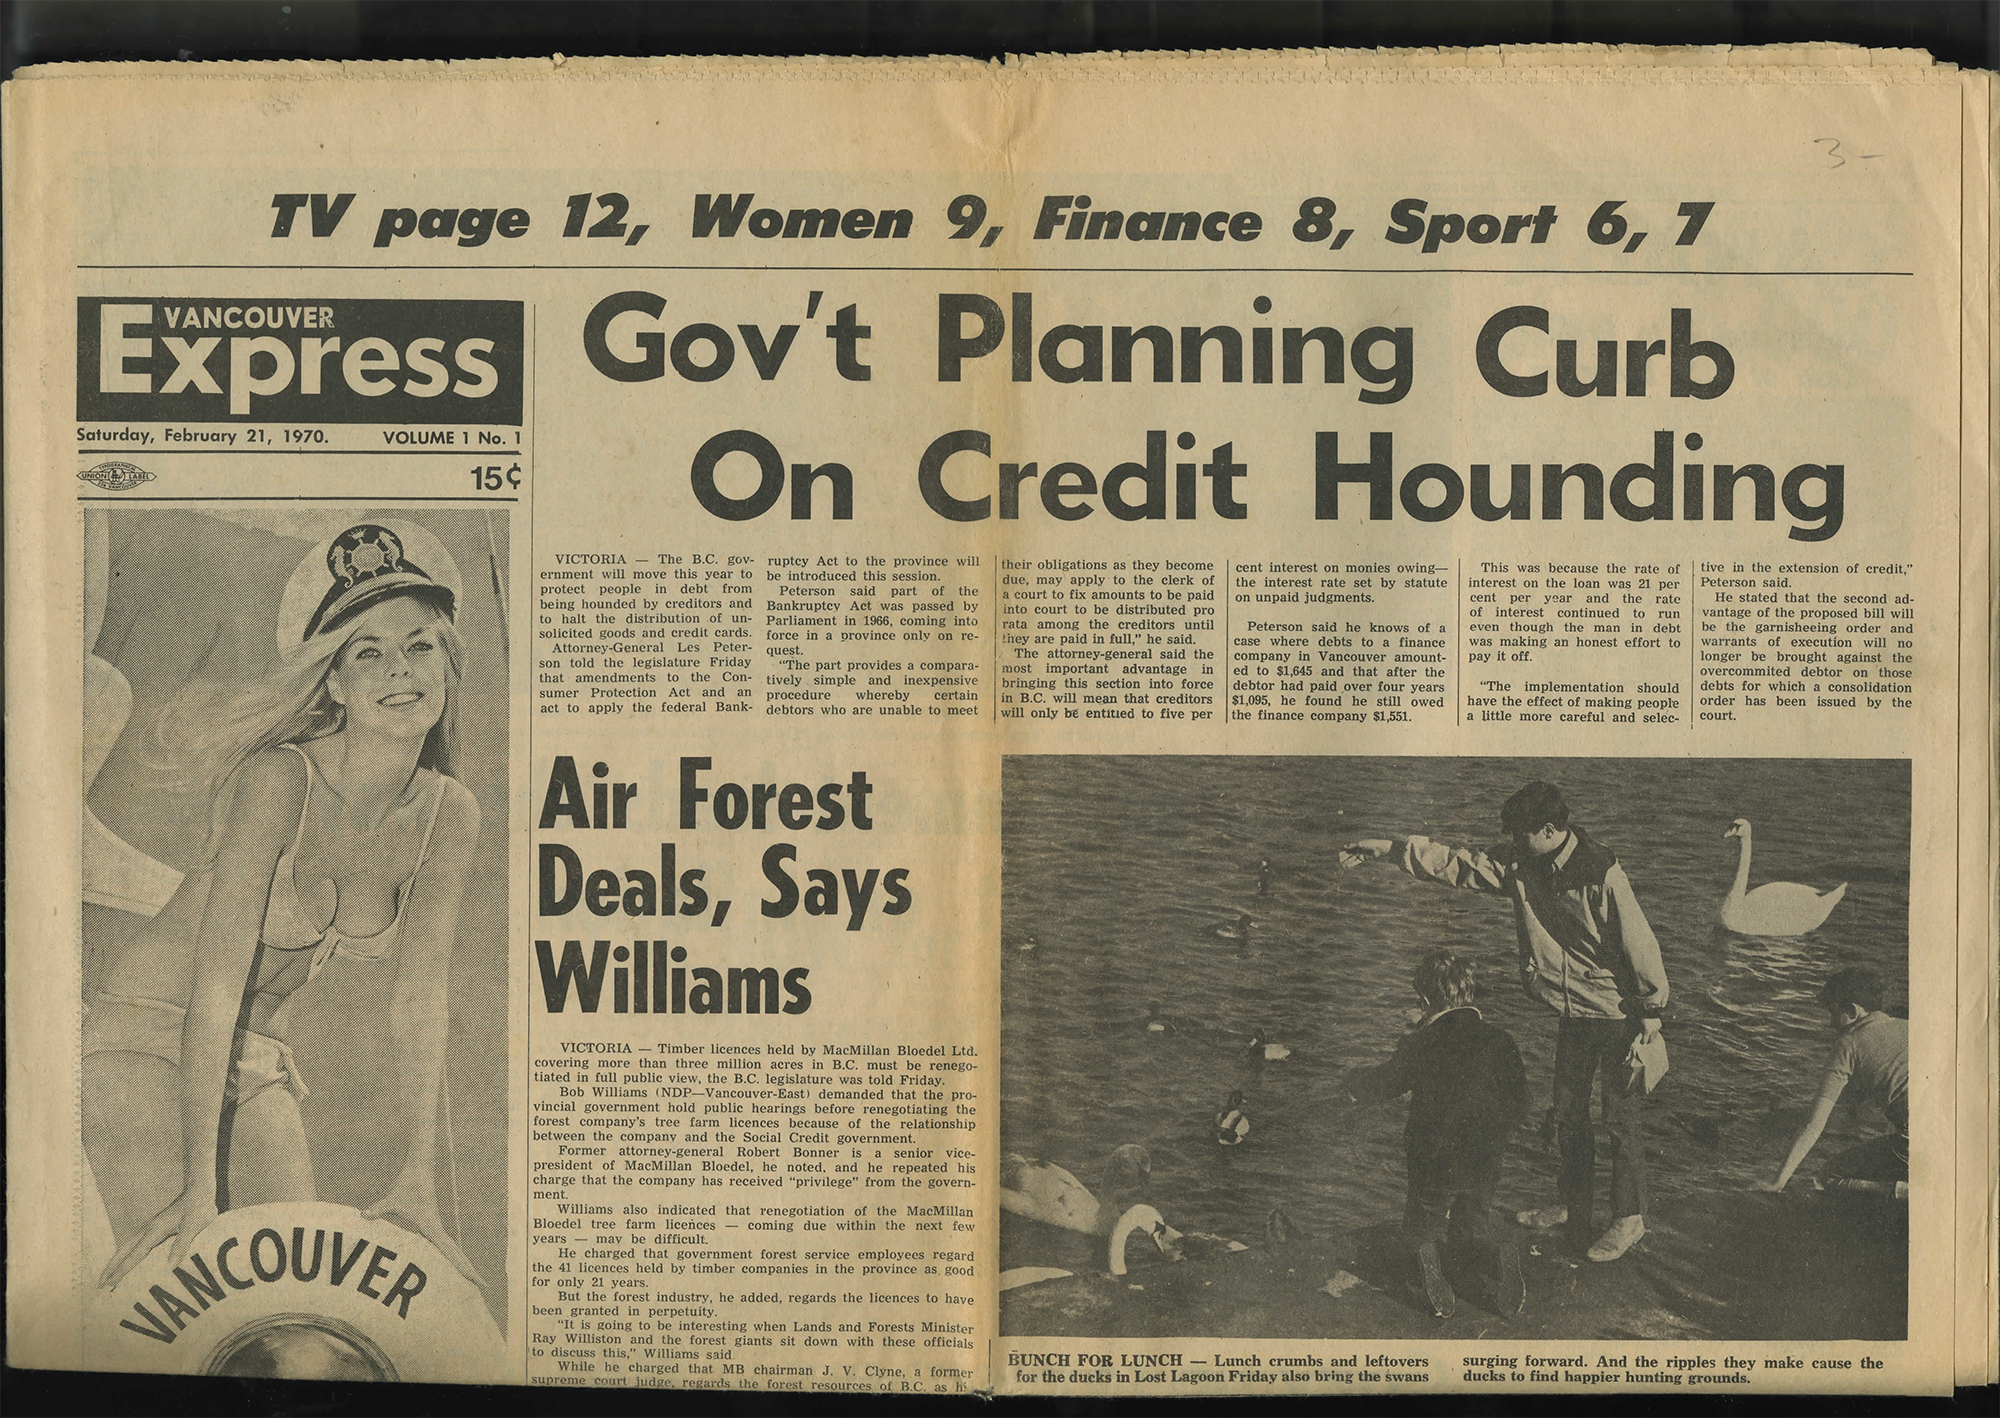 3-
TV page 12, Women 9, Finance 8, Sport 6, 7
VANCOUVER
Express
Saturday, February 21, 1970. VOLUME 1 No. 1
UNION LABEL
15¢
VANCOUVER
Gov't Planning Curb
On Credit Hounding
VICTORIA — The B.C. gov-
ernment will move this year to
protect people in debt from
being hounded by creditors and
to halt the distribution of un-
solicited goods and credit cards.
Attorney-General Les Peter-
son told the legislature Friday
that amendments to the Con-
sumer Protection Act and an
act to apply the federal Bank-
ruptcy Act to the province will
be introduced this session.
Peterson said part of the
Bankruptcy Act was passed by
Parliament in 1966, coming into
force in a province only on re-
quest.
"The part provides a compara-
tively simple and inexpensive
procedure whereby certain
debtors who are unable to meet
their obligations as they become
due, may apply to the clerk of
a court to fix amounts to be paid
into court to be distributed pro
rata among the creditors until
they are paid in full," he said.
The attorney-general said the
most important advantage in
bringing this section into force
in B.C. will mean that creditors
will only be entitled to five per
cent interest on monies owing—
the interest rate set by statute
on unpaid judgments.
Peterson said he knows of a
case where debts to a finance
company in Vancouver amount-
ed to $1,645 and that after the
debtor had paid over four years
$1,095, he found he still owed
the finance company $1,551.
This was because the rate of
interest on the loan was 21 per
cent per year and the rate
of interest continued to run
even though the man in debt
was making an honest effort to
pay it off.
"The implementation should
have the effect of making people
a little more careful and selec-
tive in the extension of credit,"
Peterson said.
He stated that the second ad-
vantage of the proposed bill will
be the garnisheeing order and
warrants of execution will no
longer be brought against the
overcommited debtor on those
debts for which a consolidation
order has been issued by the
court.
Air Forest
Deals, Says
Williams
VICTORIA — Timber licences held by MacMillan Bloedel Ltd.
covering more than three million acres in B.C. must be renego-
tiated in full public view, the B.C. legislature was told Friday.
Bob Williams (NDP—Vancouver-East) demanded that the pro-
vincial government hold public hearings before renegotiating the
forest company's tree farm licences because of the relationship
between the company and the Social Credit government.
Former attorney-general Robert Bonner is a senior vice-
president of MacMillan Bloedel, he noted, and he repeated his
charge that the company has received "privilege" from the govern-
ment.
Williams also indicated that renegotiation of the MacMillan
Bloedel tree farm licences — coming due within the next few
years — may be difficult.
He charged that government forest service employees regard
the 41 licences held by timber companies in the province as good
for only 21 years.
But the forest industry, he added, regards the licences to have
been granted in perpetuity.
"It is going to be interesting when Lands and Forests Minister
Ray Williston and the forest giants sit down with these officials
to discuss this," Williams said.
While he charged that MB chairman J. V. Clyne, a former
supreme court judge, regards the forest resources of B.C. as
BUNCH FOR LUNCH — Lunch crumbs and leftovers
for the ducks in Lost Lagoon Friday also bring the swans
surging forward. And the ripples they make cause the
ducks to find happier hunting grounds.